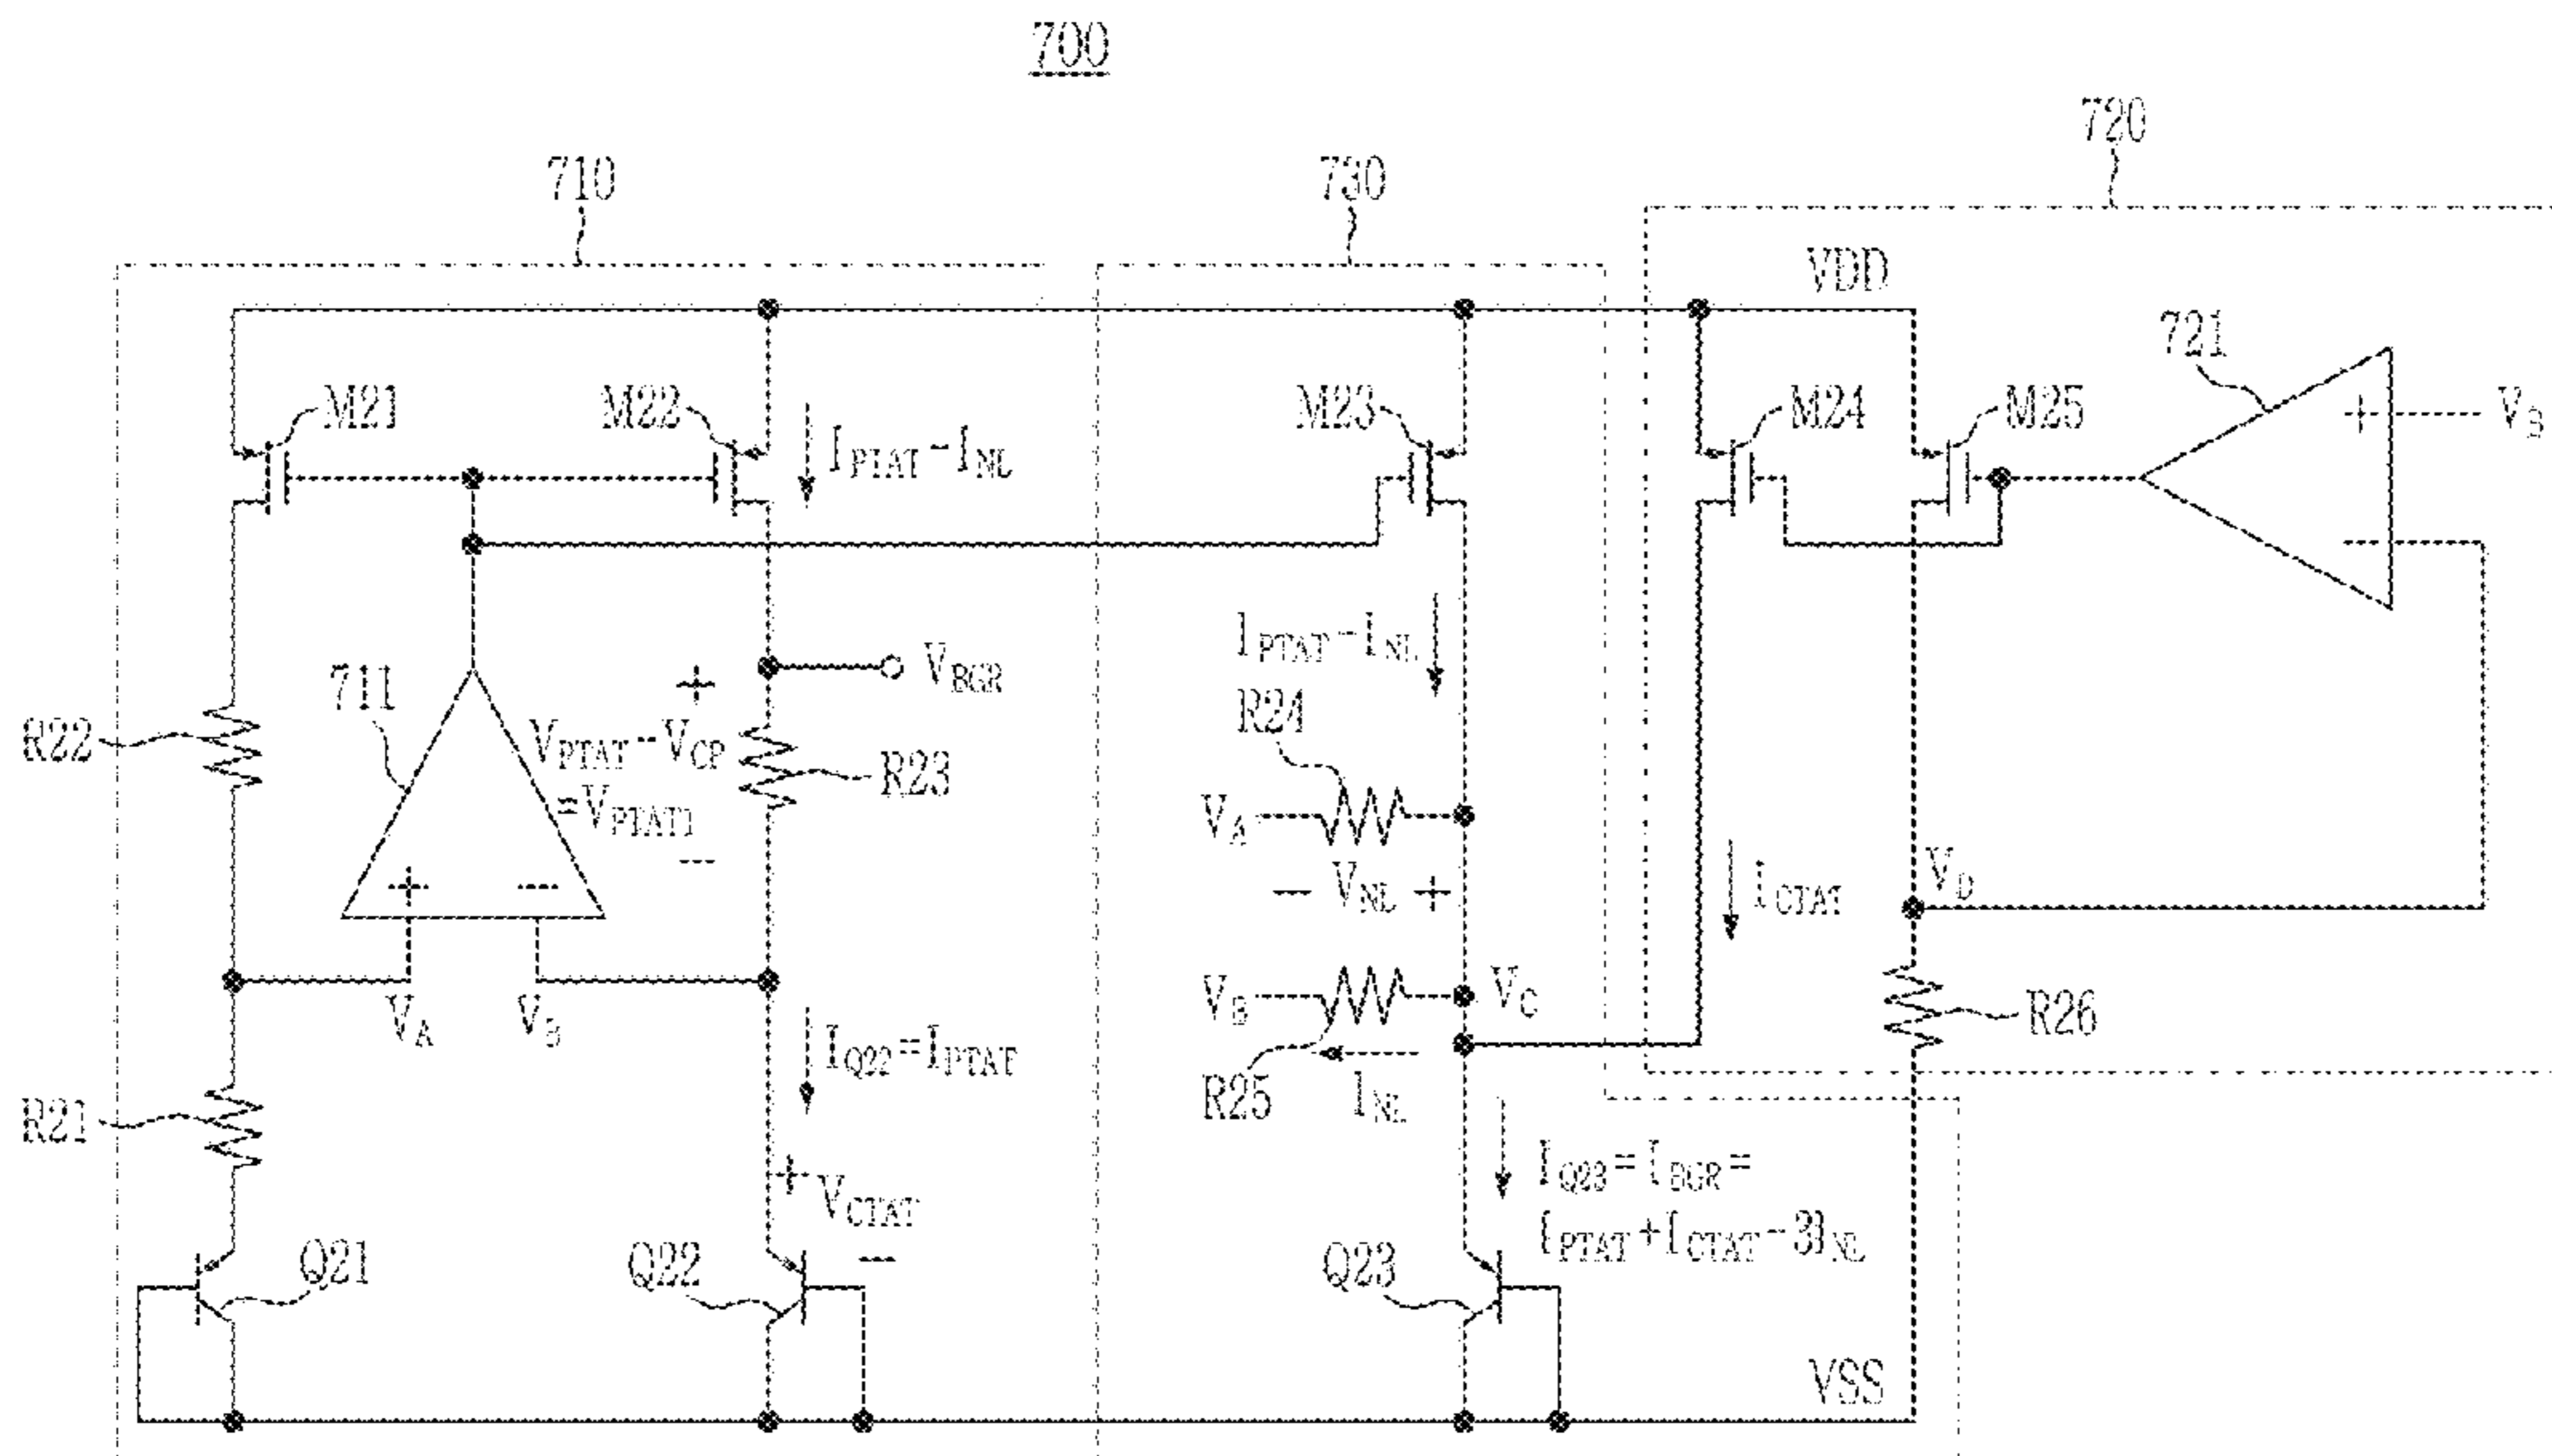 700
720
710
730
VDD
721
M21
M22
M23
M24
M25
+
V_B
I_PTAT-I_NL
−
I_PTAT-I_NL
711
+
V_BGR
R24
R22
V_PTAT-V_CP
=V_PTAT1
R23
−
V_A
− V_NL +
I_CTAT
V_D
+ −
V_A
V_B
V_B
V_C
R26
I_Q22=I_PTAT
R25
I_NL
R21
+
V_CTAT
−
I_Q23=I_BGR=
I_PTAT+I_CTAT-3I_NL
Q21
Q22
Q23
VSS